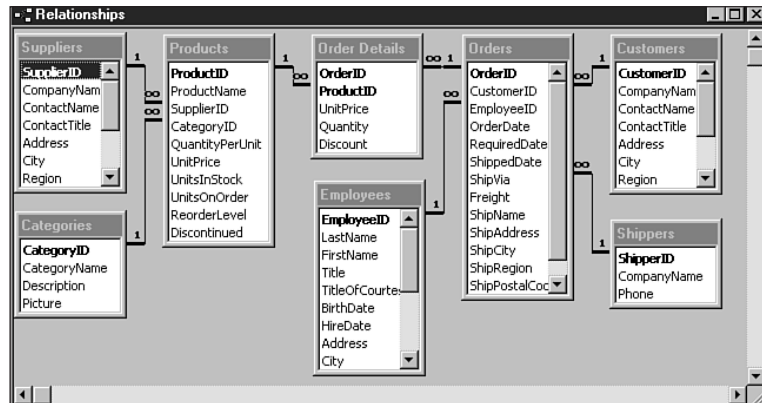 Relationships
Suppliers
SupplierID
CompanyNam
ContactName
ContactTitle
Address
City
Region
1
∞
∞
Products
ProductID
ProductName
SupplierID
CategoryID
QuantityPerUnit
UnitPrice
UnitsInStock
UnitsOnOrder
ReorderLevel
Discontinued
1
∞
Order Details
OrderID
ProductID
UnitPrice
Quantity
Discount
∞ 1
∞
Orders
OrderID
CustomerID
EmployeeID
OrderDate
RequiredDate
ShippedDate
ShipVia
Freight
ShipName
ShipAddress
ShipCity
ShipRegion
ShipPostalCoc
1
∞
∞
Customers
CustomerID
CompanyNam
ContactName
ContactTitle
Address
City
Region
Categories
CategoryID
CategoryName
Description
Picture
1
Employees
EmployeeID
LastName
FirstName
Title
TitleOfCourtes
BirthDate
HireDate
Address
City
1
Shippers
ShipperID
CompanyName
Phone
1